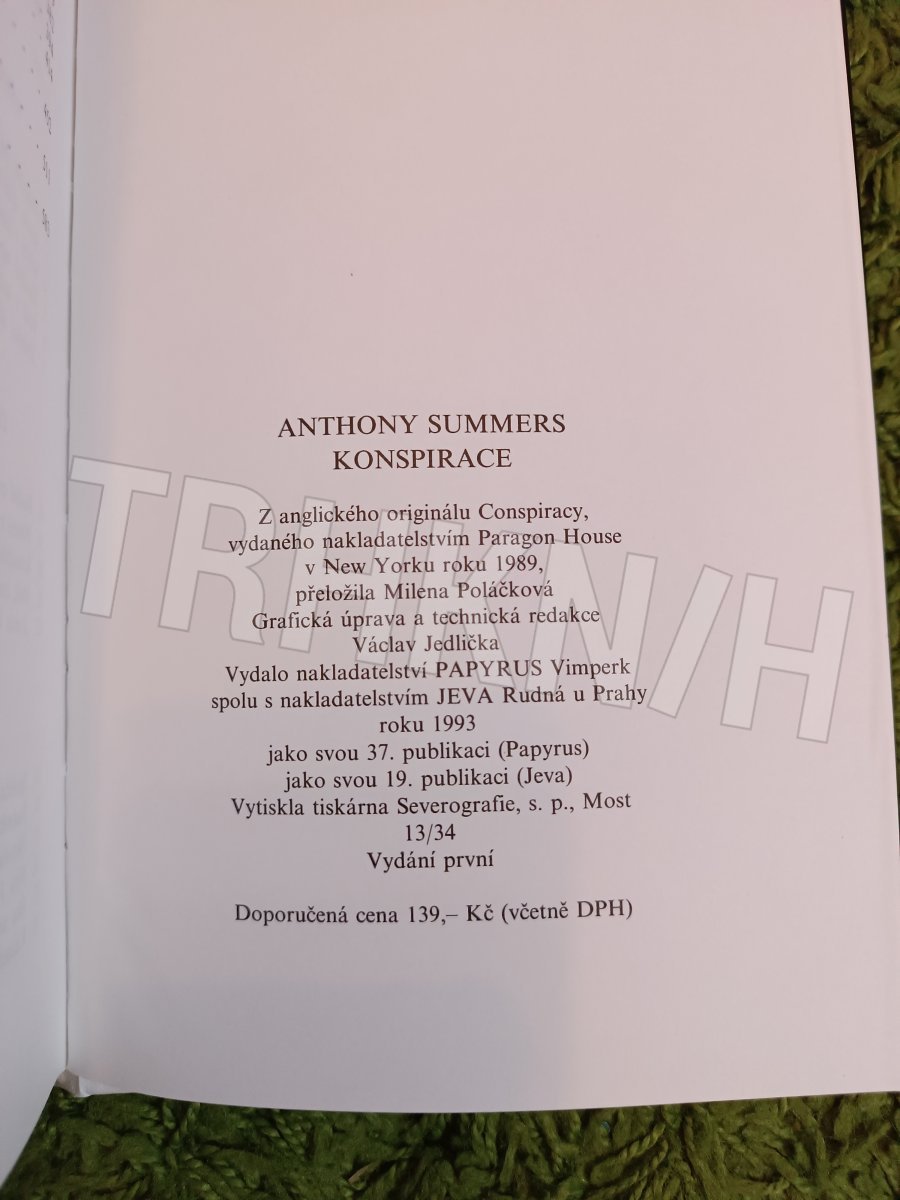 ANTHONY SUMMERS
KONSPIRACE
Z anglického originálu Conspiracy,
vydaného nakladatelstvím Paragon House
v New Yorku roku 1989,
přeložila Milena Poláčková
Grafická úprava a technická redakce
Václav Jedlička
Vydalo nakladatelství PAPYRUS Vimperk
spolu s nakladatelstvím JEVA Rudná u Prahy
roku 1993
jako svou 37. publikaci (Papyrus)
jako svou 19. publikaci (Jeva)
Vytiskla tiskárna Severografie, s. p., Most
13/34
Vydání první
Doporučená cena 139,– Kč (včetně DPH)
TRHKN/H